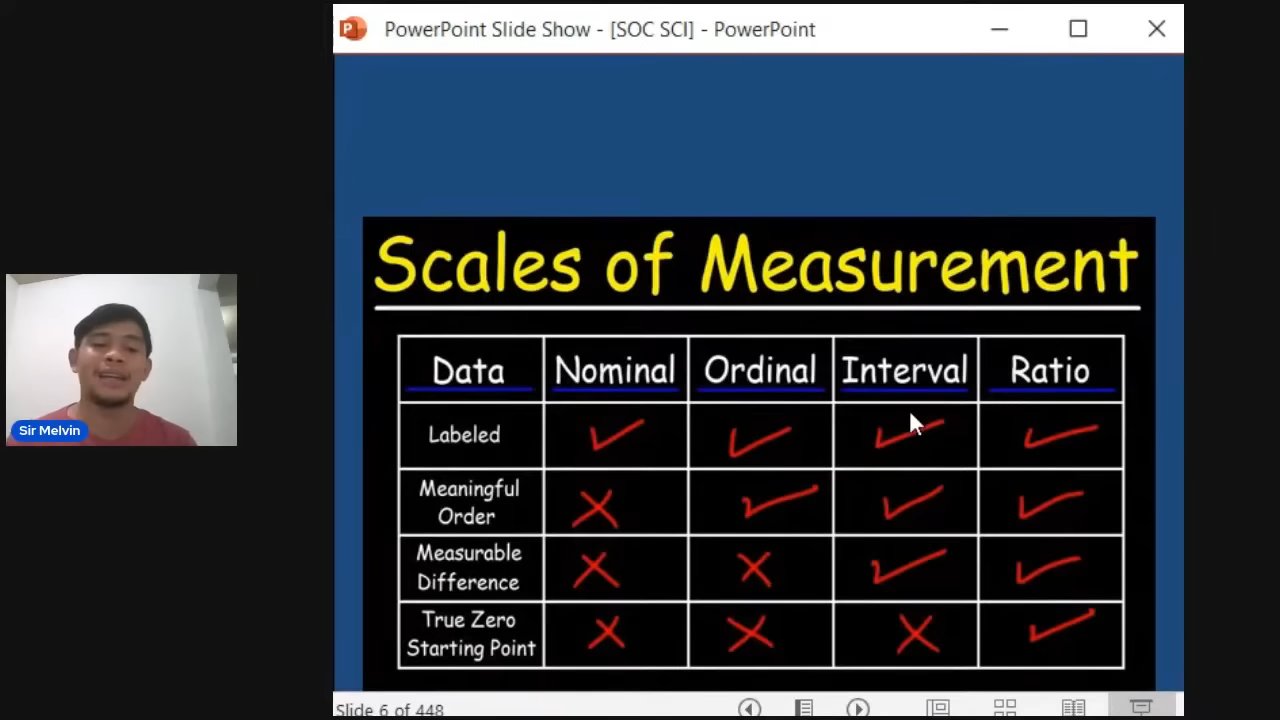 PowerPoint Slide Show - [SOC SCI] - PowerPoint
Scales of Measurement
Data Nominal Ordinal Interval Ratio
Labeled
Meaningful
Order
Measurable
Difference
True Zero
Starting Point
Sir Melvin
Slide 6 of 448